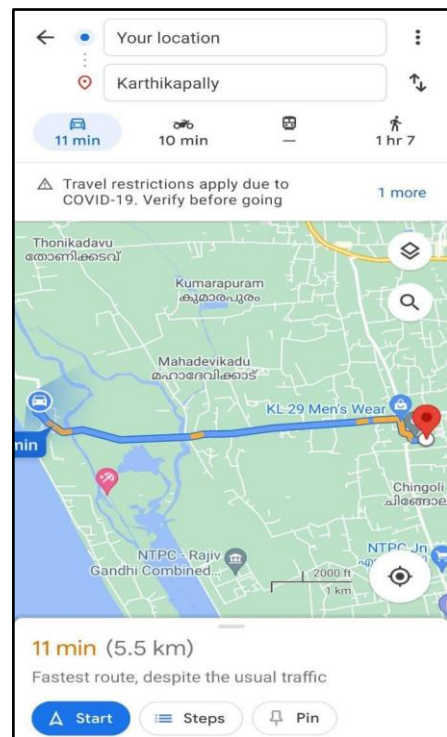 Your location
Karthikapally
11 min
10 min
—
1 hr 7
Travel restrictions apply due to
COVID-19. Verify before going
1 more
Thonikadavu
തോണിക്കടവ്
Kumarapuram
കുമാരപുരം
Mahadevikadu
മഹാദേവിക്കാട്
KL 29 Men's Wear
min
Chingoli
NTPC - Rajiv
Gandhi Combined...
NTPC Jn
2000 ft
1 km
11 min (5.5 km)
Fastest route, despite the usual traffic
Start
Steps
Pin